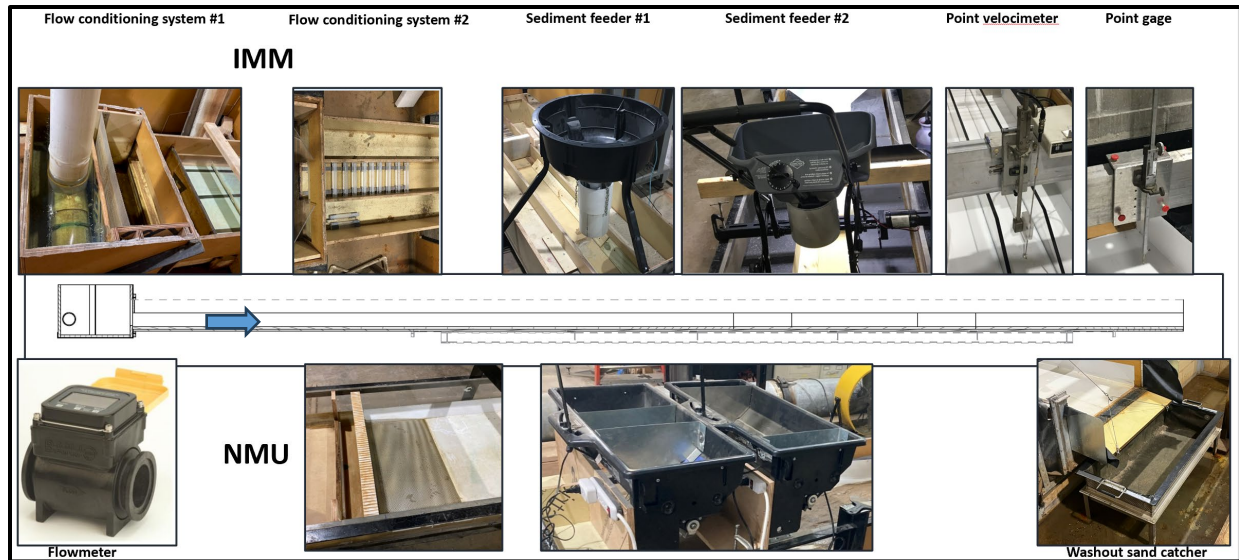 Flow conditioning system #1
Flow conditioning system #2
Sediment feeder #1
Sediment feeder #2
Point velocimeter
Point gage
IMM
NMU
Flowmeter
Washout sand catcher